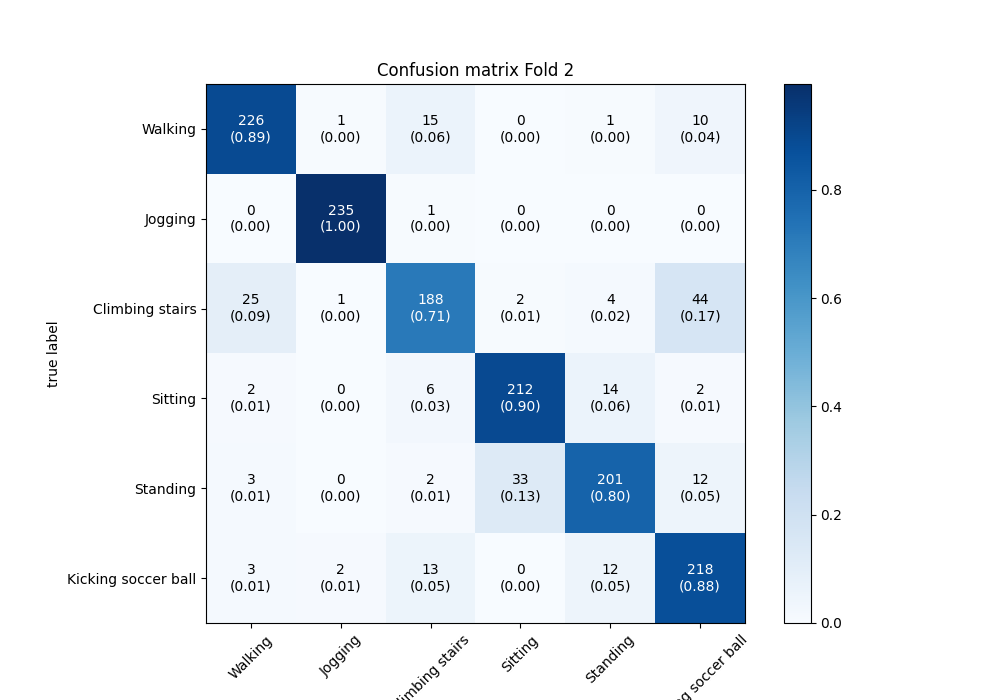 Confusion matrix Fold 2
Walking
226 1 15 0 1 10
(0.89) (0.00) (0.06) (0.00) (0.00) (0.04)
Jogging
0 235 1 0 0 0
(0.00) (1.00) (0.00) (0.00) (0.00) (0.00)
Climbing stairs
25 1 188 2 4 44
(0.09) (0.00) (0.71) (0.01) (0.02) (0.17)
Sitting
2 0 6 212 14 2
(0.01) (0.00) (0.03) (0.90) (0.06) (0.01)
Standing
3 0 2 33 201 12
(0.01) (0.00) (0.01) (0.13) (0.80) (0.05)
Kicking soccer ball
3 2 13 0 12 218
(0.01) (0.01) (0.05) (0.00) (0.05) (0.88)
true label
Walking
Jogging
limbing stairs
Sitting
Standing
g soccer ball
0.8
0.6
0.4
0.2
0.0